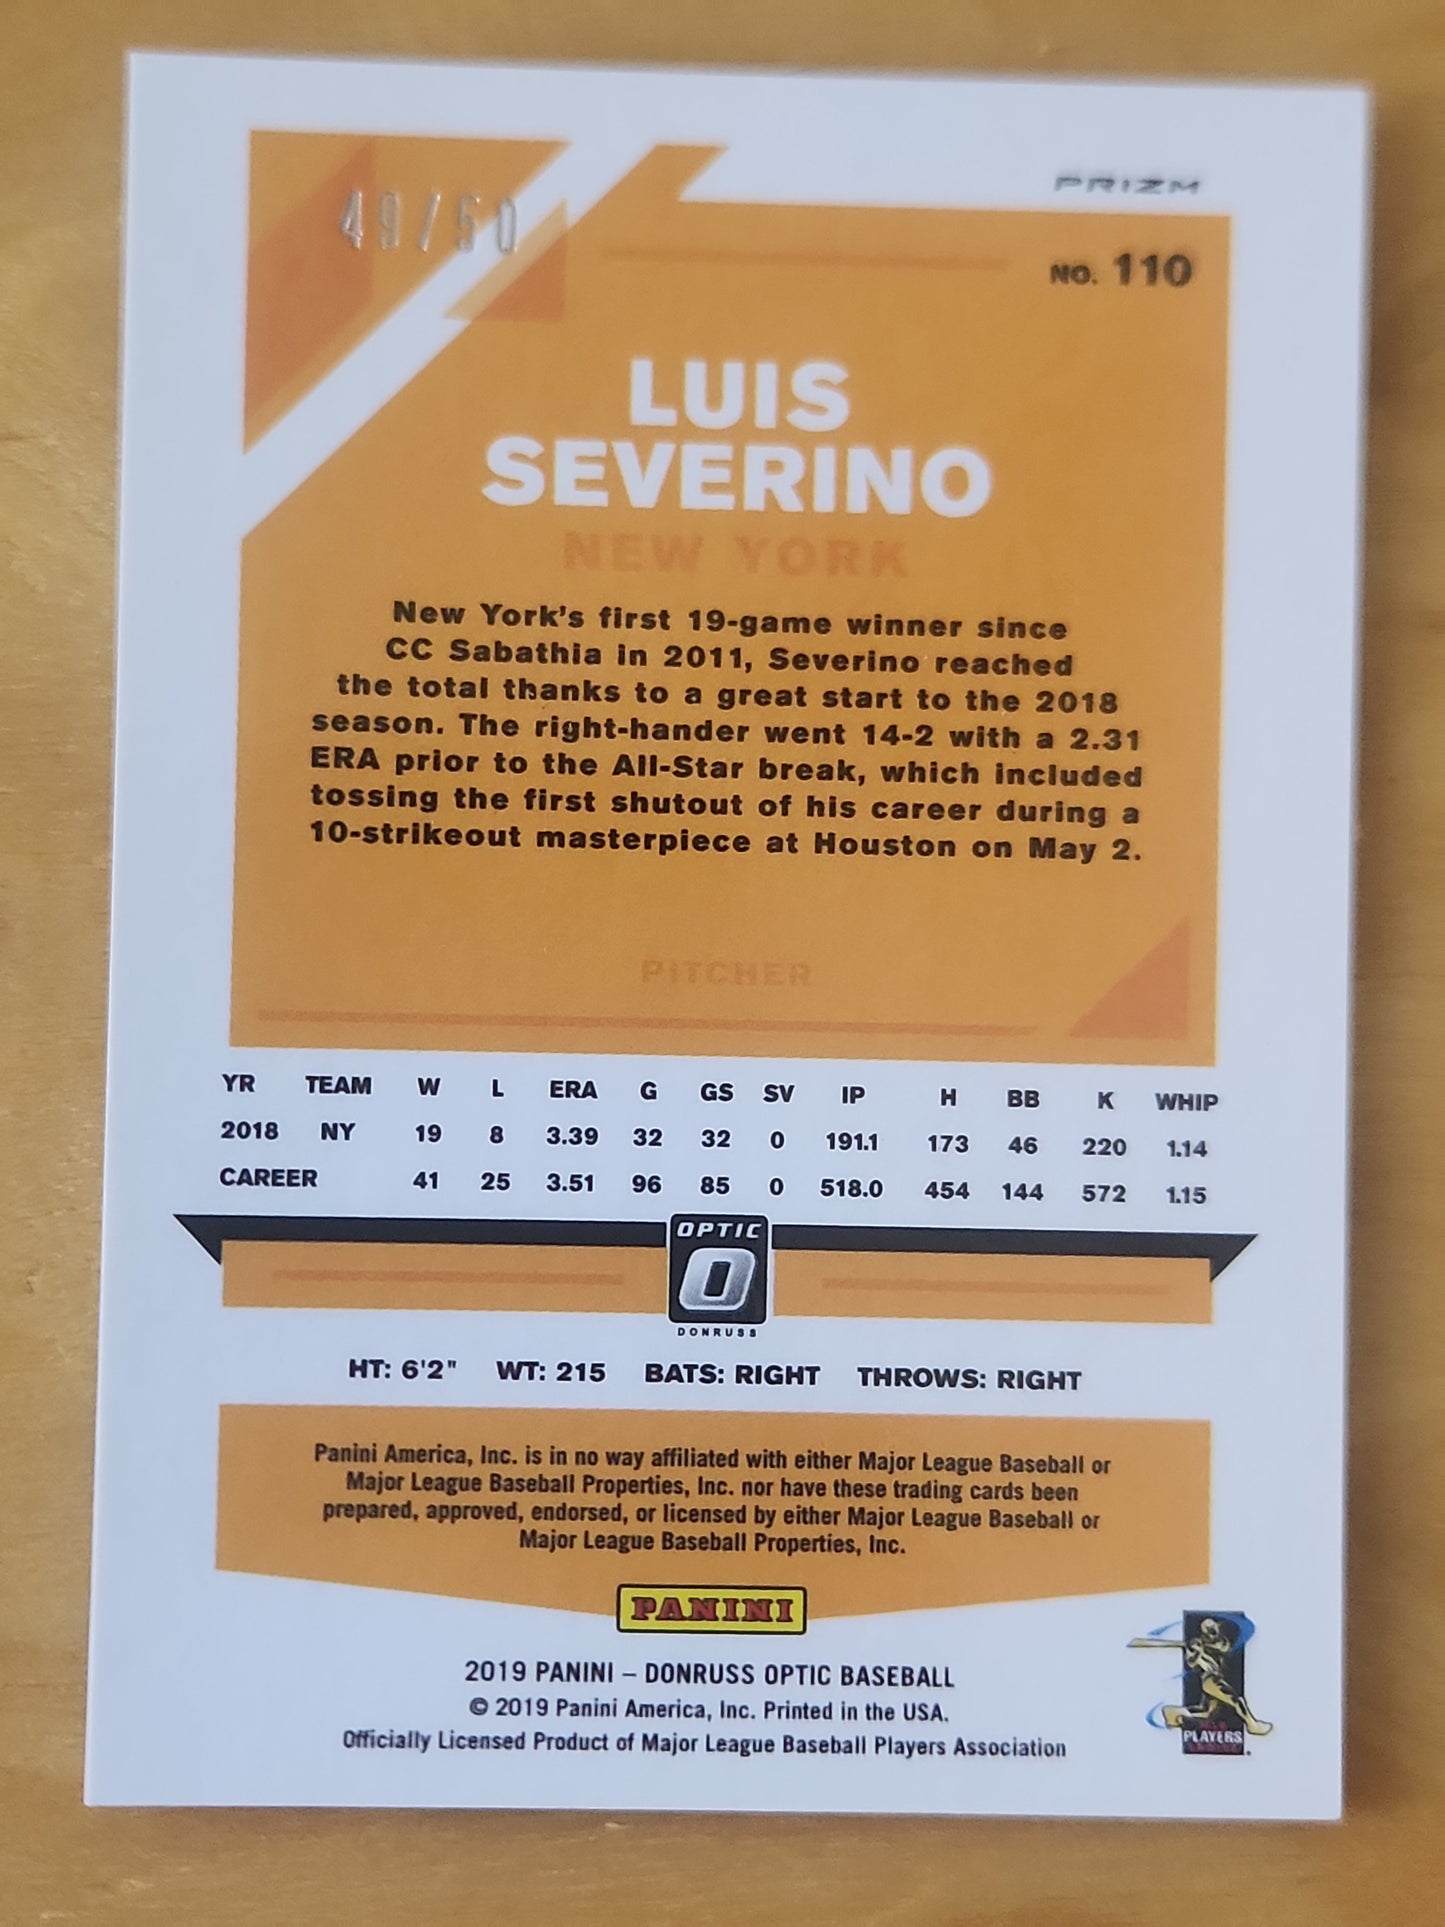 49/50
PRIZM
NO. 110
LUIS
SEVERINO
NEW YORK
New York's first 19-game winner since
CC Sabathia in 2011, Severino reached
the total thanks to a great start to the 2018
season. The right-hander went 14-2 with a 2.31
ERA prior to the All-Star break, which included
tossing the first shutout of his career during a
10-strikeout masterpiece at Houston on May 2.
PITCHER
YR TEAM W L ERA G GS SV IP H BB K WHIP
2018 NY 19 8 3.39 32 32 0 191.1 173 46 220 1.14
CAREER 41 25 3.51 96 85 0 518.0 454 144 572 1.15
OPTIC
O
DONRUSS
HT: 6'2" WT: 215 BATS: RIGHT THROWS: RIGHT
Panini America, Inc. is in no way affiliated with either Major League Baseball or
Major League Baseball Properties, Inc. nor have these trading cards been
prepared, approved, endorsed, or licensed by either Major League Baseball or
Major League Baseball Properties, Inc.
PANINI
2019 PANINI – DONRUSS OPTIC BASEBALL
© 2019 Panini America, Inc. Printed in the USA.
Officially Licensed Product of Major League Baseball Players Association
PLAYERS